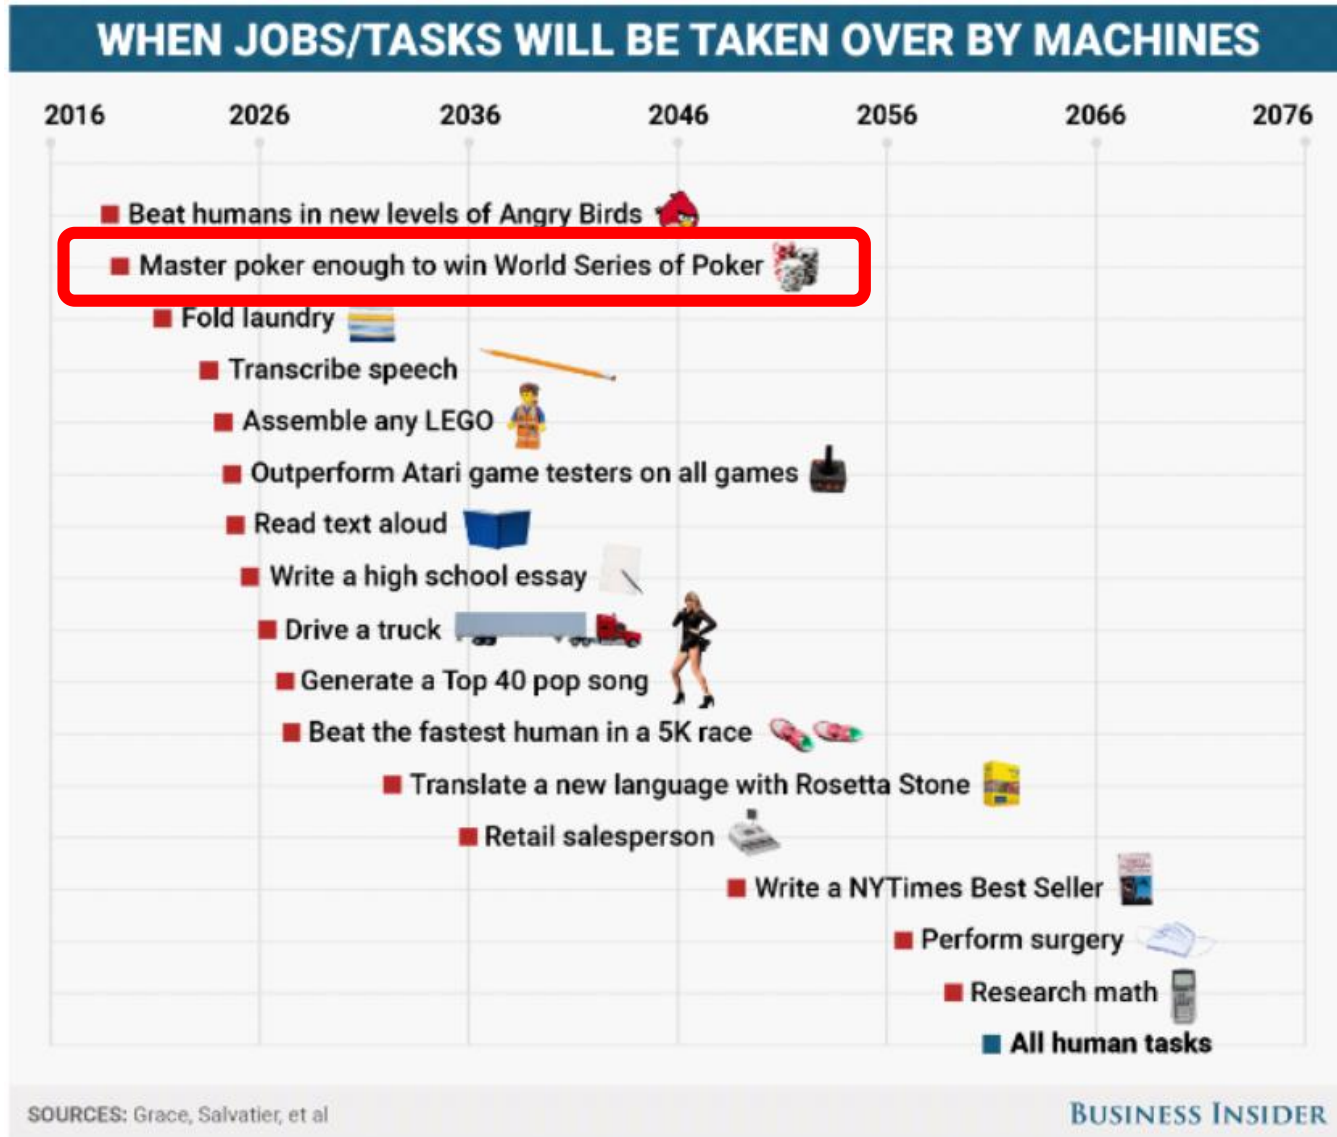 WHEN JOBS/TASKS WILL BE TAKEN OVER BY MACHINES
2016 2026 2036 2046 2056 2066 2076
Beat humans in new levels of Angry Birds
Master poker enough to win World Series of Poker
Fold laundry
Transcribe speech
Assemble any LEGO
Outperform Atari game testers on all games
Read text aloud
Write a high school essay
Drive a truck
Generate a Top 40 pop song
Beat the fastest human in a 5K race
Translate a new language with Rosetta Stone
Retail salesperson
Write a NYTimes Best Seller
Perform surgery
Research math
All human tasks
SOURCES: Grace, Salvatier, et al
BUSINESS INSIDER